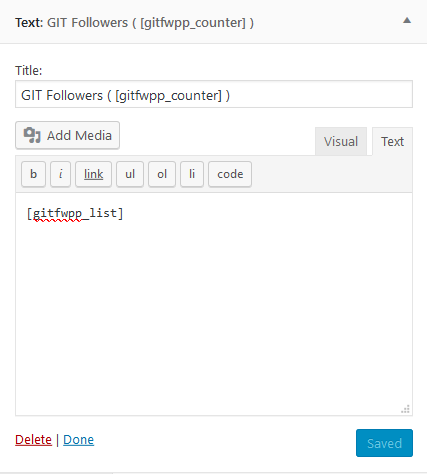 Text: GIT Followers ( [gitfwpp_counter] )
Title:
GIT Followers ( [gitfwpp_counter] )
Add Media
Visual Text
b i link ul ol li code
[gitfwpp_list]
Delete | Done
Saved